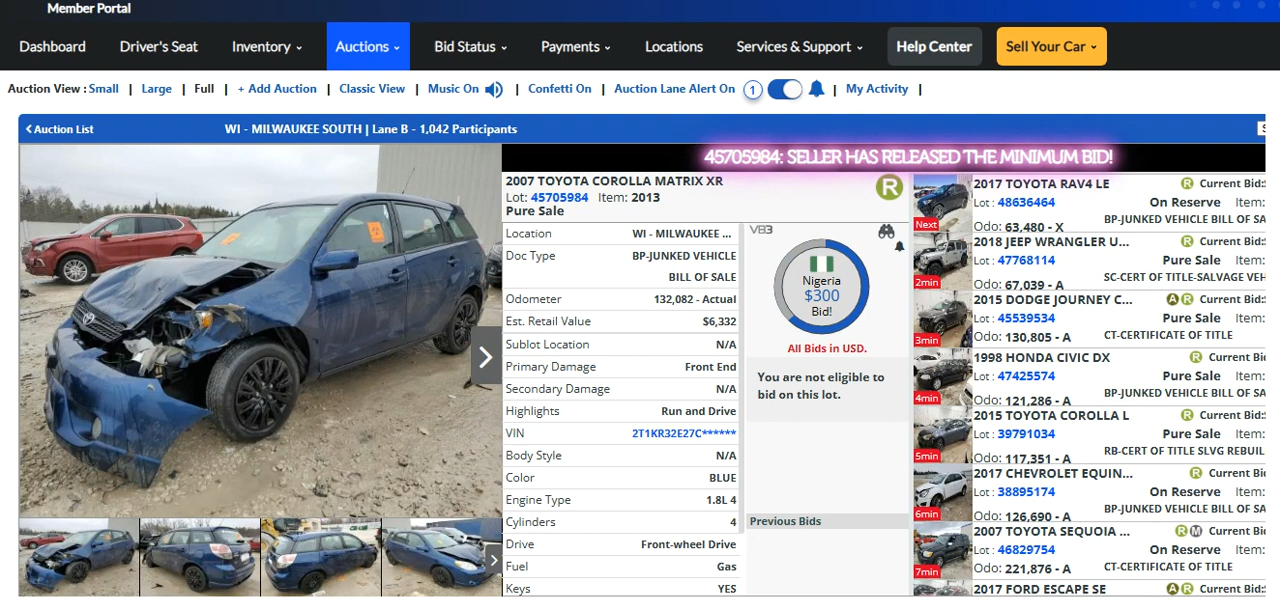 Member Portal
Dashboard Driver's Seat Inventory Auctions Bid Status Payments Locations Services & Support Help Center Sell Your Car
Auction View : Small | Large | Full | + Add Auction | Classic View | Music On | Confetti On | Auction Lane Alert On 1 | My Activity |
Auction List WI - MILWAUKEE SOUTH | Lane B - 1,042 Participants
45705984: SELLER HAS RELEASED THE MINIMUM BID!
2007 TOYOTA COROLLA MATRIX XR R
Lot: 45705984 Item: 2013
Pure Sale
Location WI - MILWAUKEE ...
Doc Type BP-JUNKED VEHICLE
BILL OF SALE
Odometer 132,082 - Actual
Est. Retail Value $6,332
Sublot Location N/A
Primary Damage Front End
Secondary Damage N/A
Highlights Run and Drive
VIN 2T1KR32E27C******
Body Style N/A
Color BLUE
Engine Type 1.8L 4
Cylinders 4
Drive Front-wheel Drive
Fuel Gas
Keys YES
VB3
Nigeria
$300
Bid!
All Bids in USD.
You are not eligible to
bid on this lot.
Previous Bids
2017 TOYOTA RAV4 LE R Current Bid:
Lot : 48636464 On Reserve Item:
BP-JUNKED VEHICLE BILL OF SA
Next Odo: 63,480 - X
2018 JEEP WRANGLER U... R Current Bid:
Lot : 47768114 Pure Sale Item:
SC-CERT OF TITLE-SALVAGE VEH
2min Odo: 67,039 - A
2015 DODGE JOURNEY C... A R Current Bid:
Lot : 45539534 Pure Sale Item:
3min Odo: 130,805 - A CT-CERTIFICATE OF TITLE
1998 HONDA CIVIC DX R Current Bi
Lot : 47425574 Pure Sale Item:
BP-JUNKED VEHICLE BILL OF SA
4min Odo: 121,286 - A
2015 TOYOTA COROLLA L R Current Bid:
Lot : 39791034 Pure Sale Item:
RB-CERT OF TITLE SLVG REBUIL
5min Odo: 117,351 - A
2017 CHEVROLET EQUIN... R Current Bi
Lot : 38895174 On Reserve Item:
BP-JUNKED VEHICLE BILL OF SA
6min Odo: 126,690 - A
2007 TOYOTA SEQUOIA ... R M Current Bi
Lot : 46829754 On Reserve Item:
7min Odo: 221,876 - A CT-CERTIFICATE OF TITLE
2017 FORD ESCAPE SE A R Current Bid: